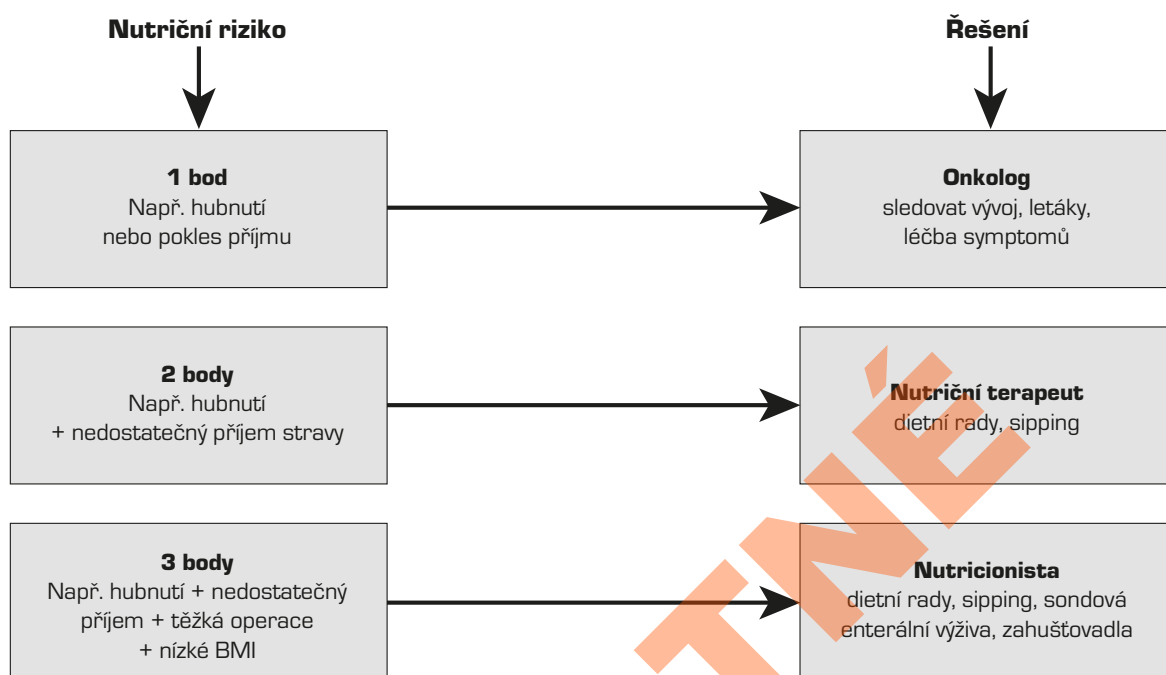 Nutriční riziko
Řešení
1 bod
Např. hubnutí
nebo pokles příjmu
Onkolog
sledovat vývoj, letáky,
léčba symptomů
2 body
Např. hubnutí
+ nedostatečný příjem stravy
Nutriční terapeut
dietní rady, sipping
3 body
Např. hubnutí + nedostatečný
příjem + těžká operace
+ nízké BMI
Nutricionista
dietní rady, sipping, sondová
enterální výživa, zahušťovadla
TNÉ